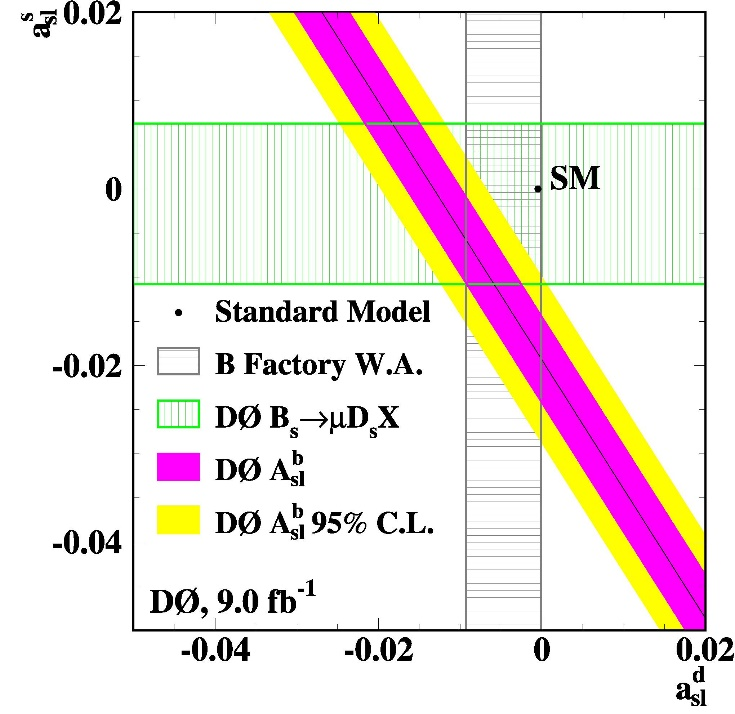 a^s_sl
0.02
0
-0.02
-0.04
SM
Standard Model
B Factory W.A.
DØ B_s→μD_sX
DØ A^b_sl
DØ A^b_sl 95% C.L.
DØ, 9.0 fb^-1
-0.04 -0.02 0 0.02
a^d_sl